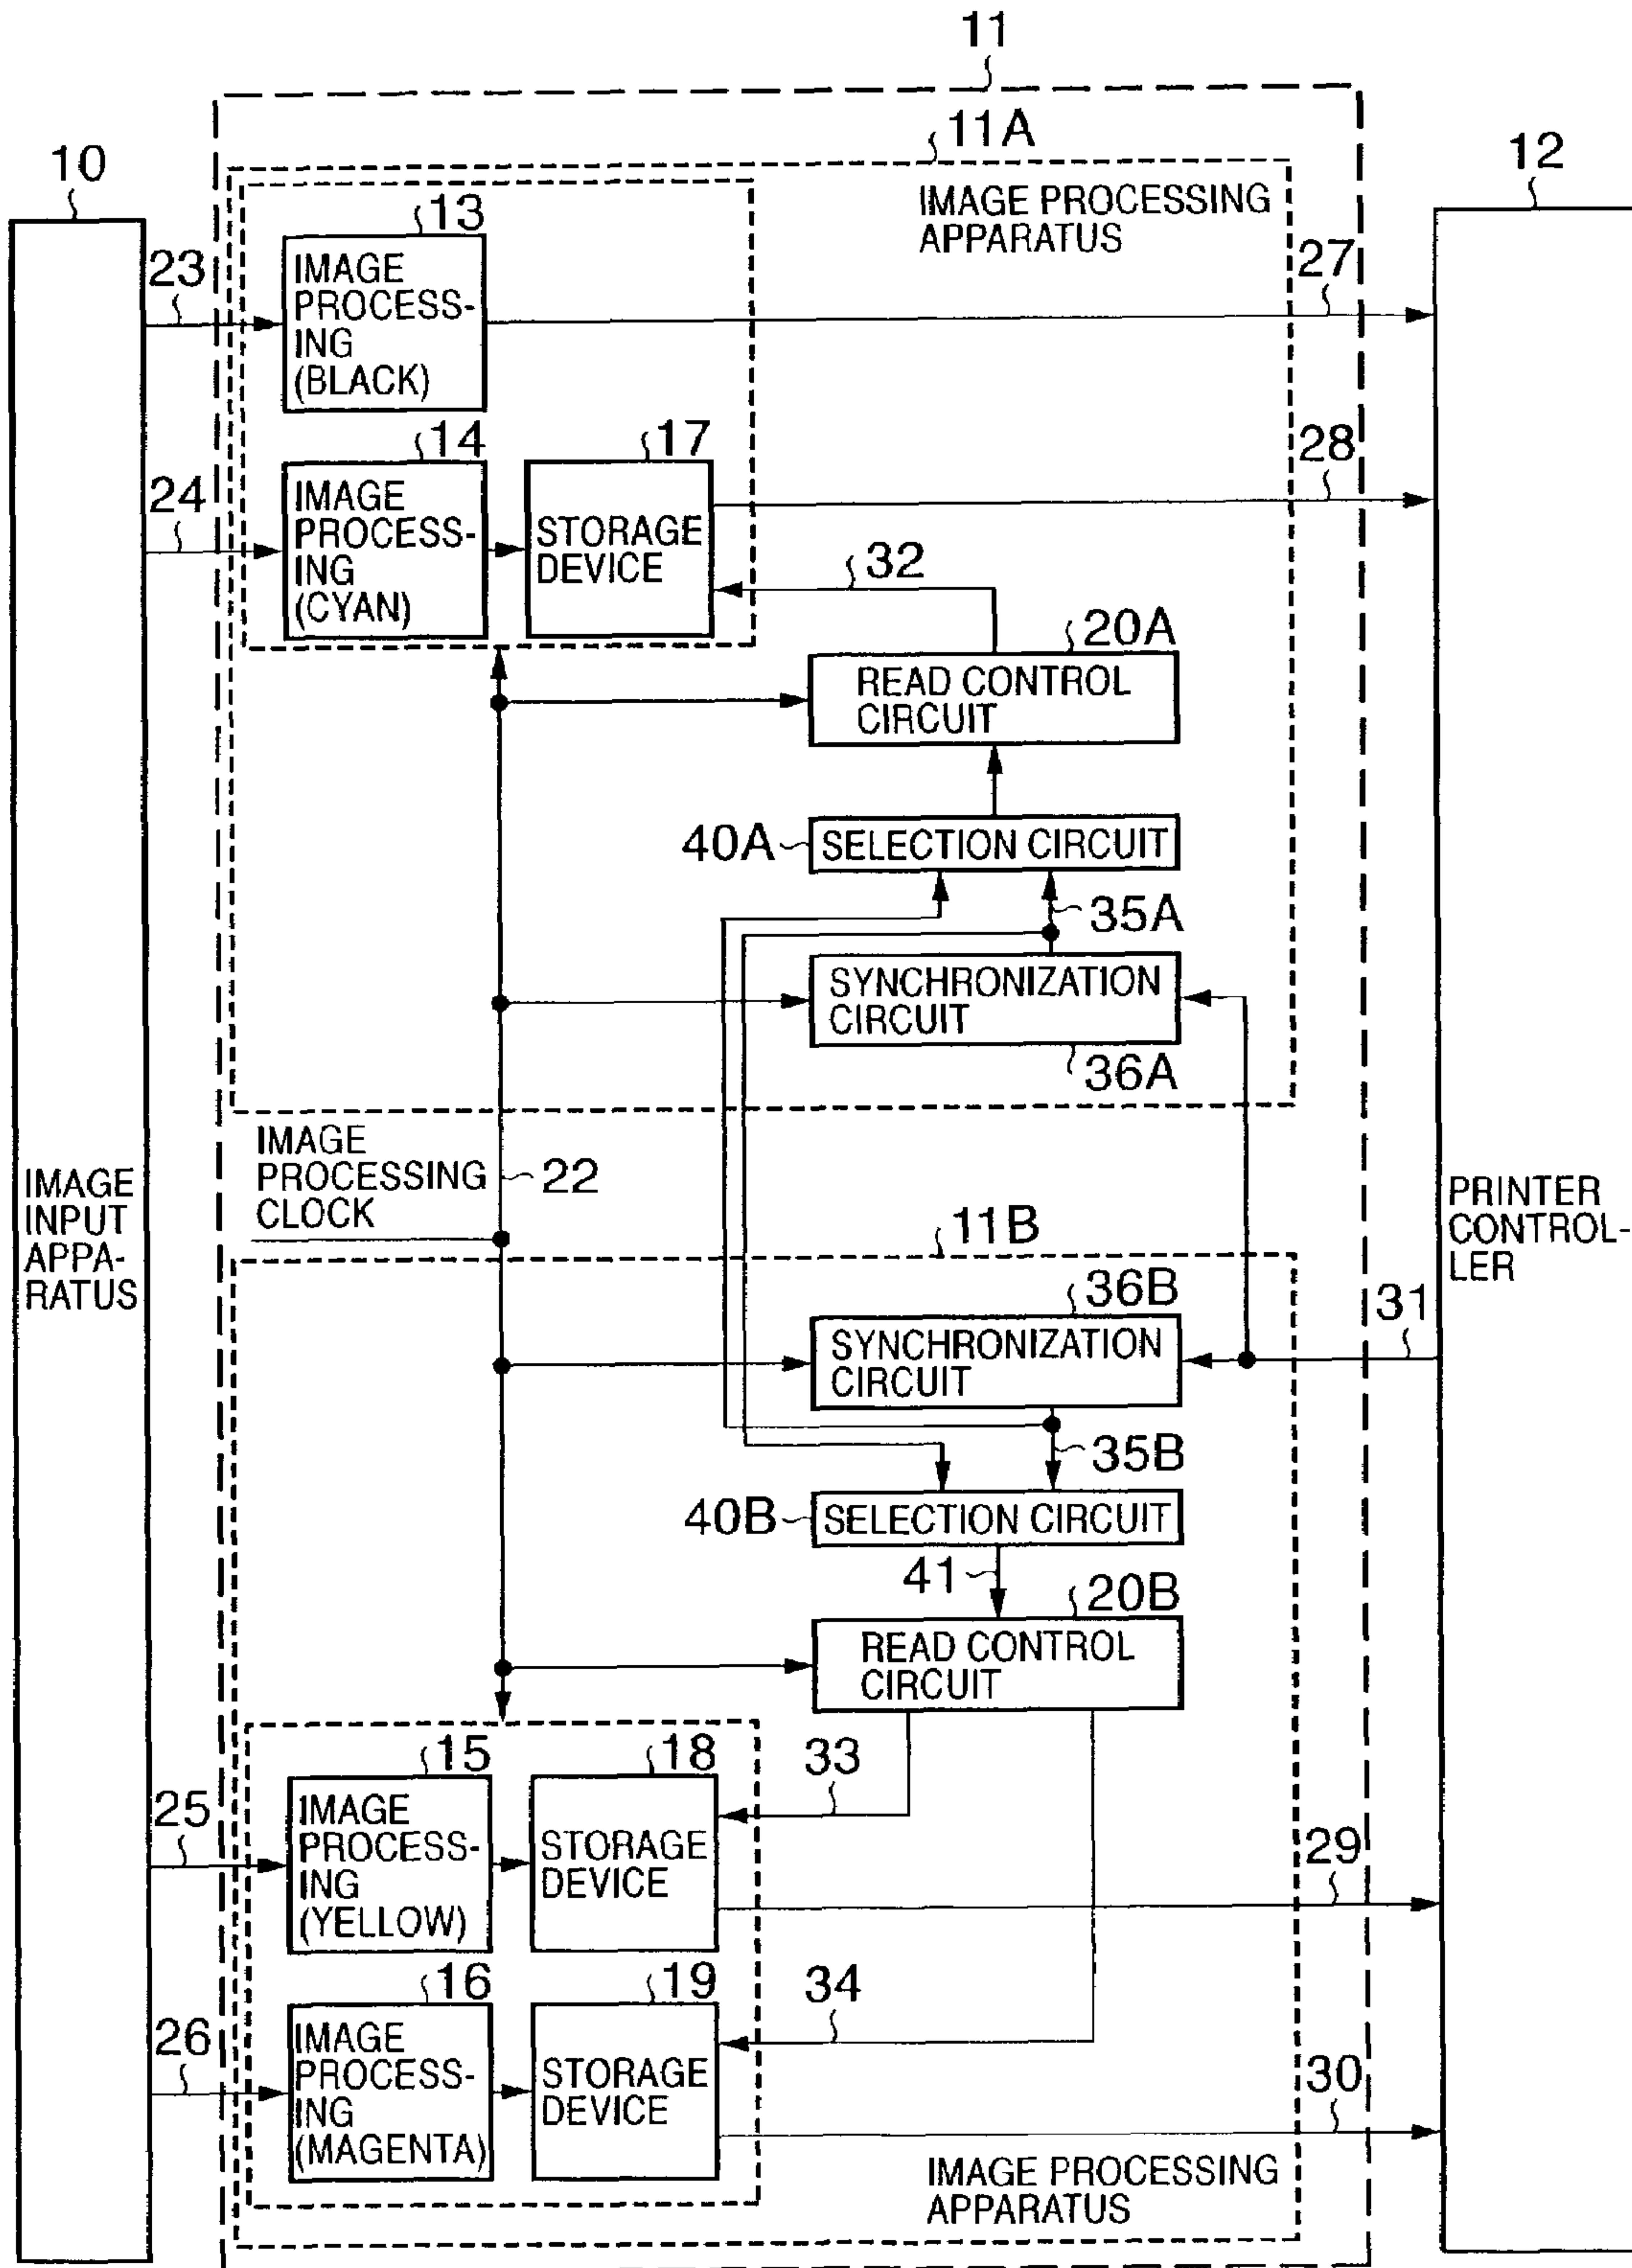 11
11A
10
12
IMAGE PROCESSING
APPARATUS
13
23
IMAGE
PROCESS-
ING
(BLACK)
27
14
17
24
IMAGE
PROCESS-
ING
(CYAN)
STORAGE
DEVICE
28
32
20A
READ CONTROL
CIRCUIT
40A
SELECTION CIRCUIT
35A
SYNCHRONIZATION
CIRCUIT
36A
IMAGE
PROCESSING
CLOCK
22
IMAGE
INPUT
APPA-
RATUS
PRINTER
CONTROL-
LER
11B
36B
31
SYNCHRONIZATION
CIRCUIT
35B
40B
SELECTION CIRCUIT
41
20B
READ CONTROL
CIRCUIT
15
18
33
25
IMAGE
PROCESS-
ING
(YELLOW)
STORAGE
DEVICE
29
16
19
34
26
IMAGE
PROCESS-
ING
(MAGENTA)
STORAGE
DEVICE
30
IMAGE PROCESSING
APPARATUS